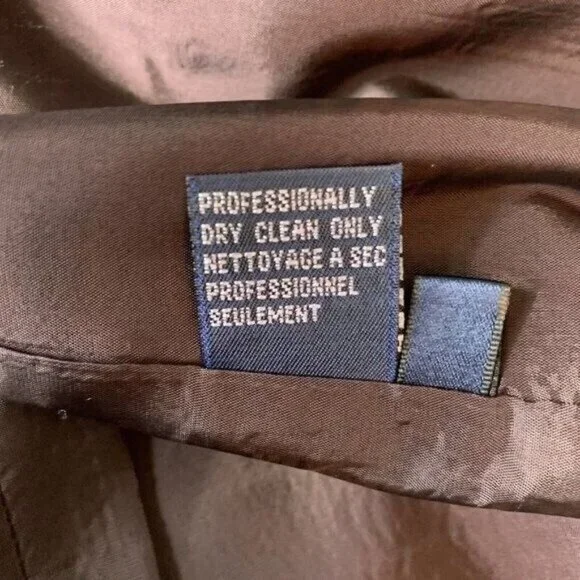 PROFESSIONALLY
DRY CLEAN ONLY
NETTOYAGE A SEC
PROFESSIONNEL
SEULEMENT